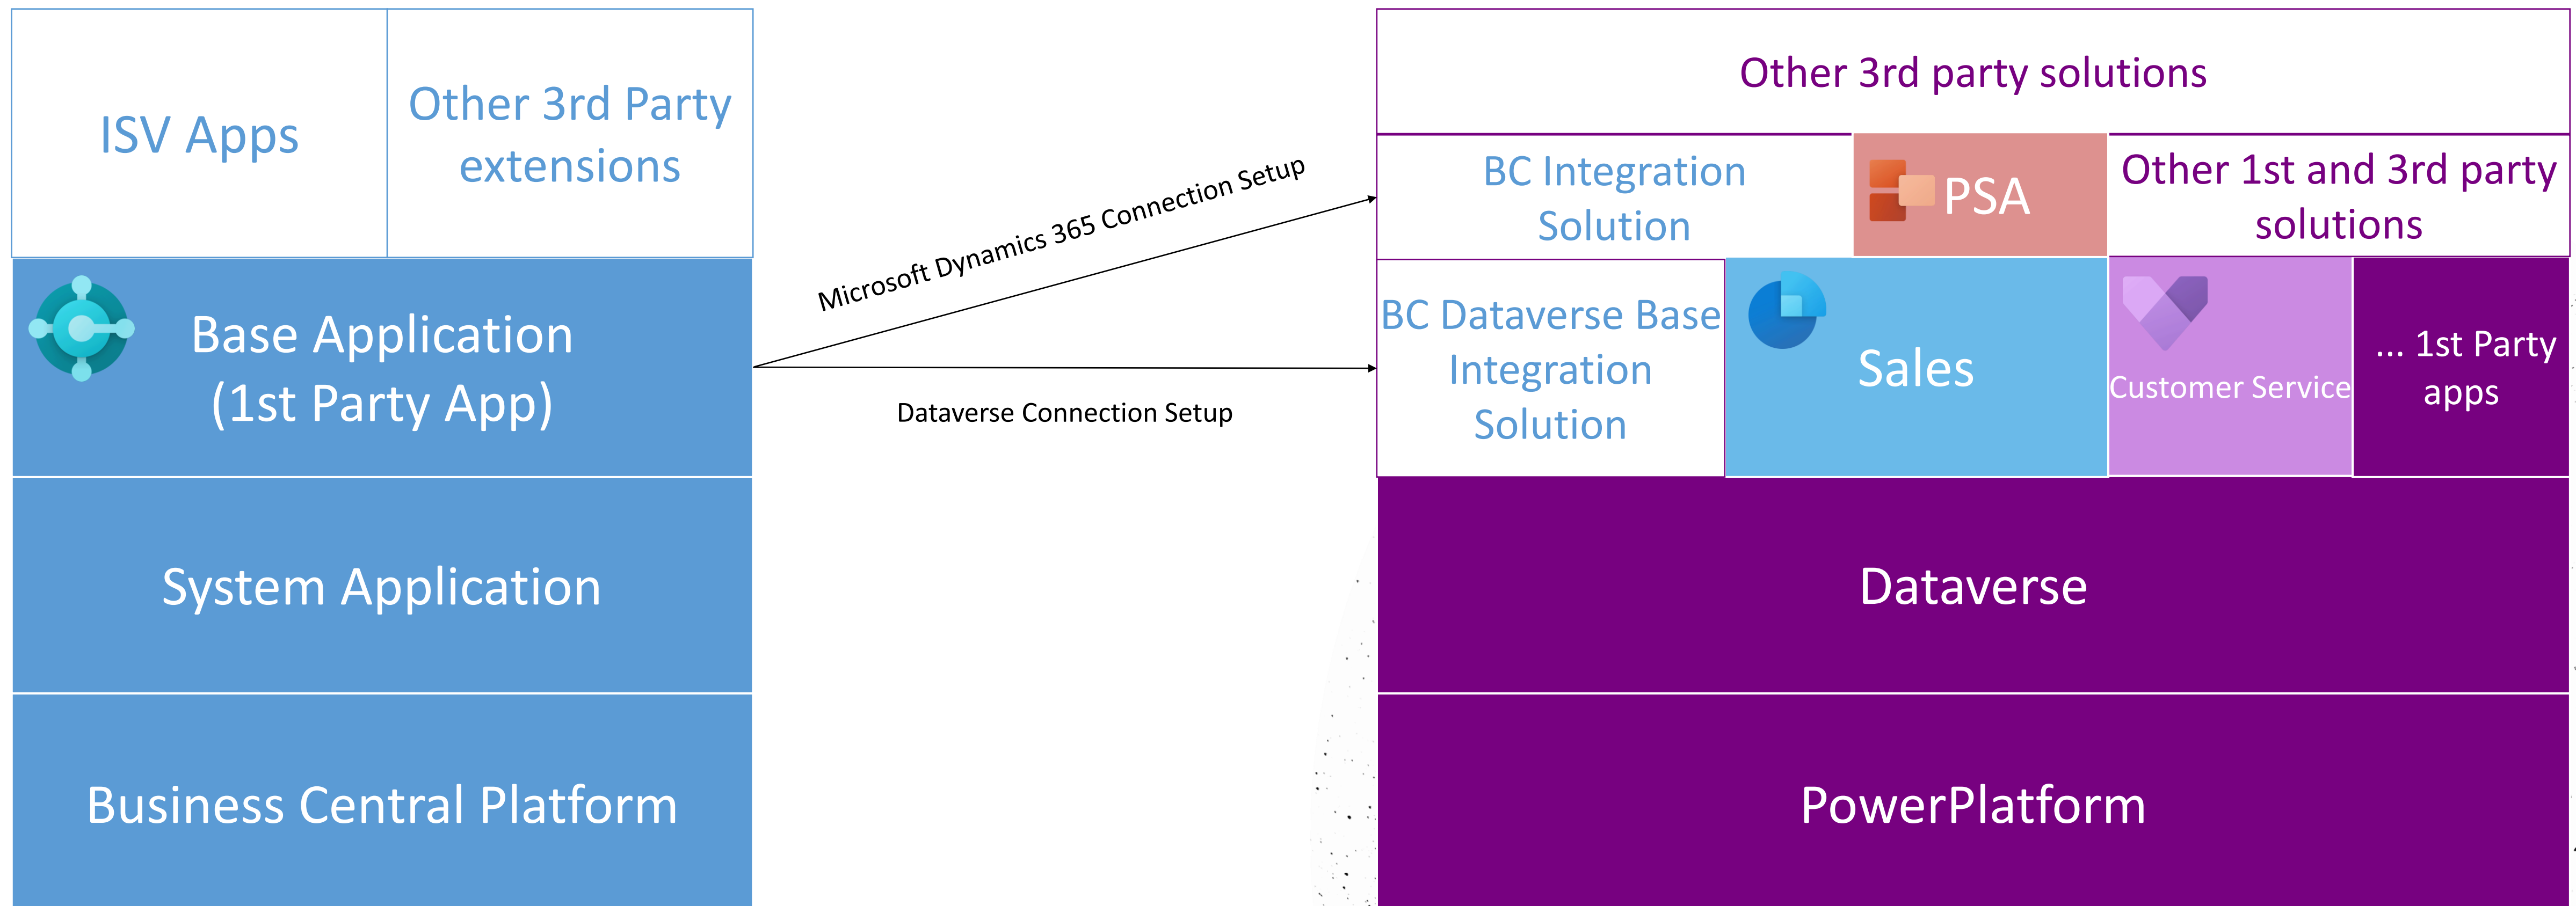 ISV Apps
Other 3rd Party
extensions
Base Application
(1st Party App)
System Application
Business Central Platform
Microsoft Dynamics 365 Connection Setup
Dataverse Connection Setup
Other 3rd party solutions
BC Integration
Solution
PSA
Other 1st and 3rd party
solutions
BC Dataverse Base
Integration
Solution
Sales
Customer Service
... 1st Party
apps
Dataverse
PowerPlatform